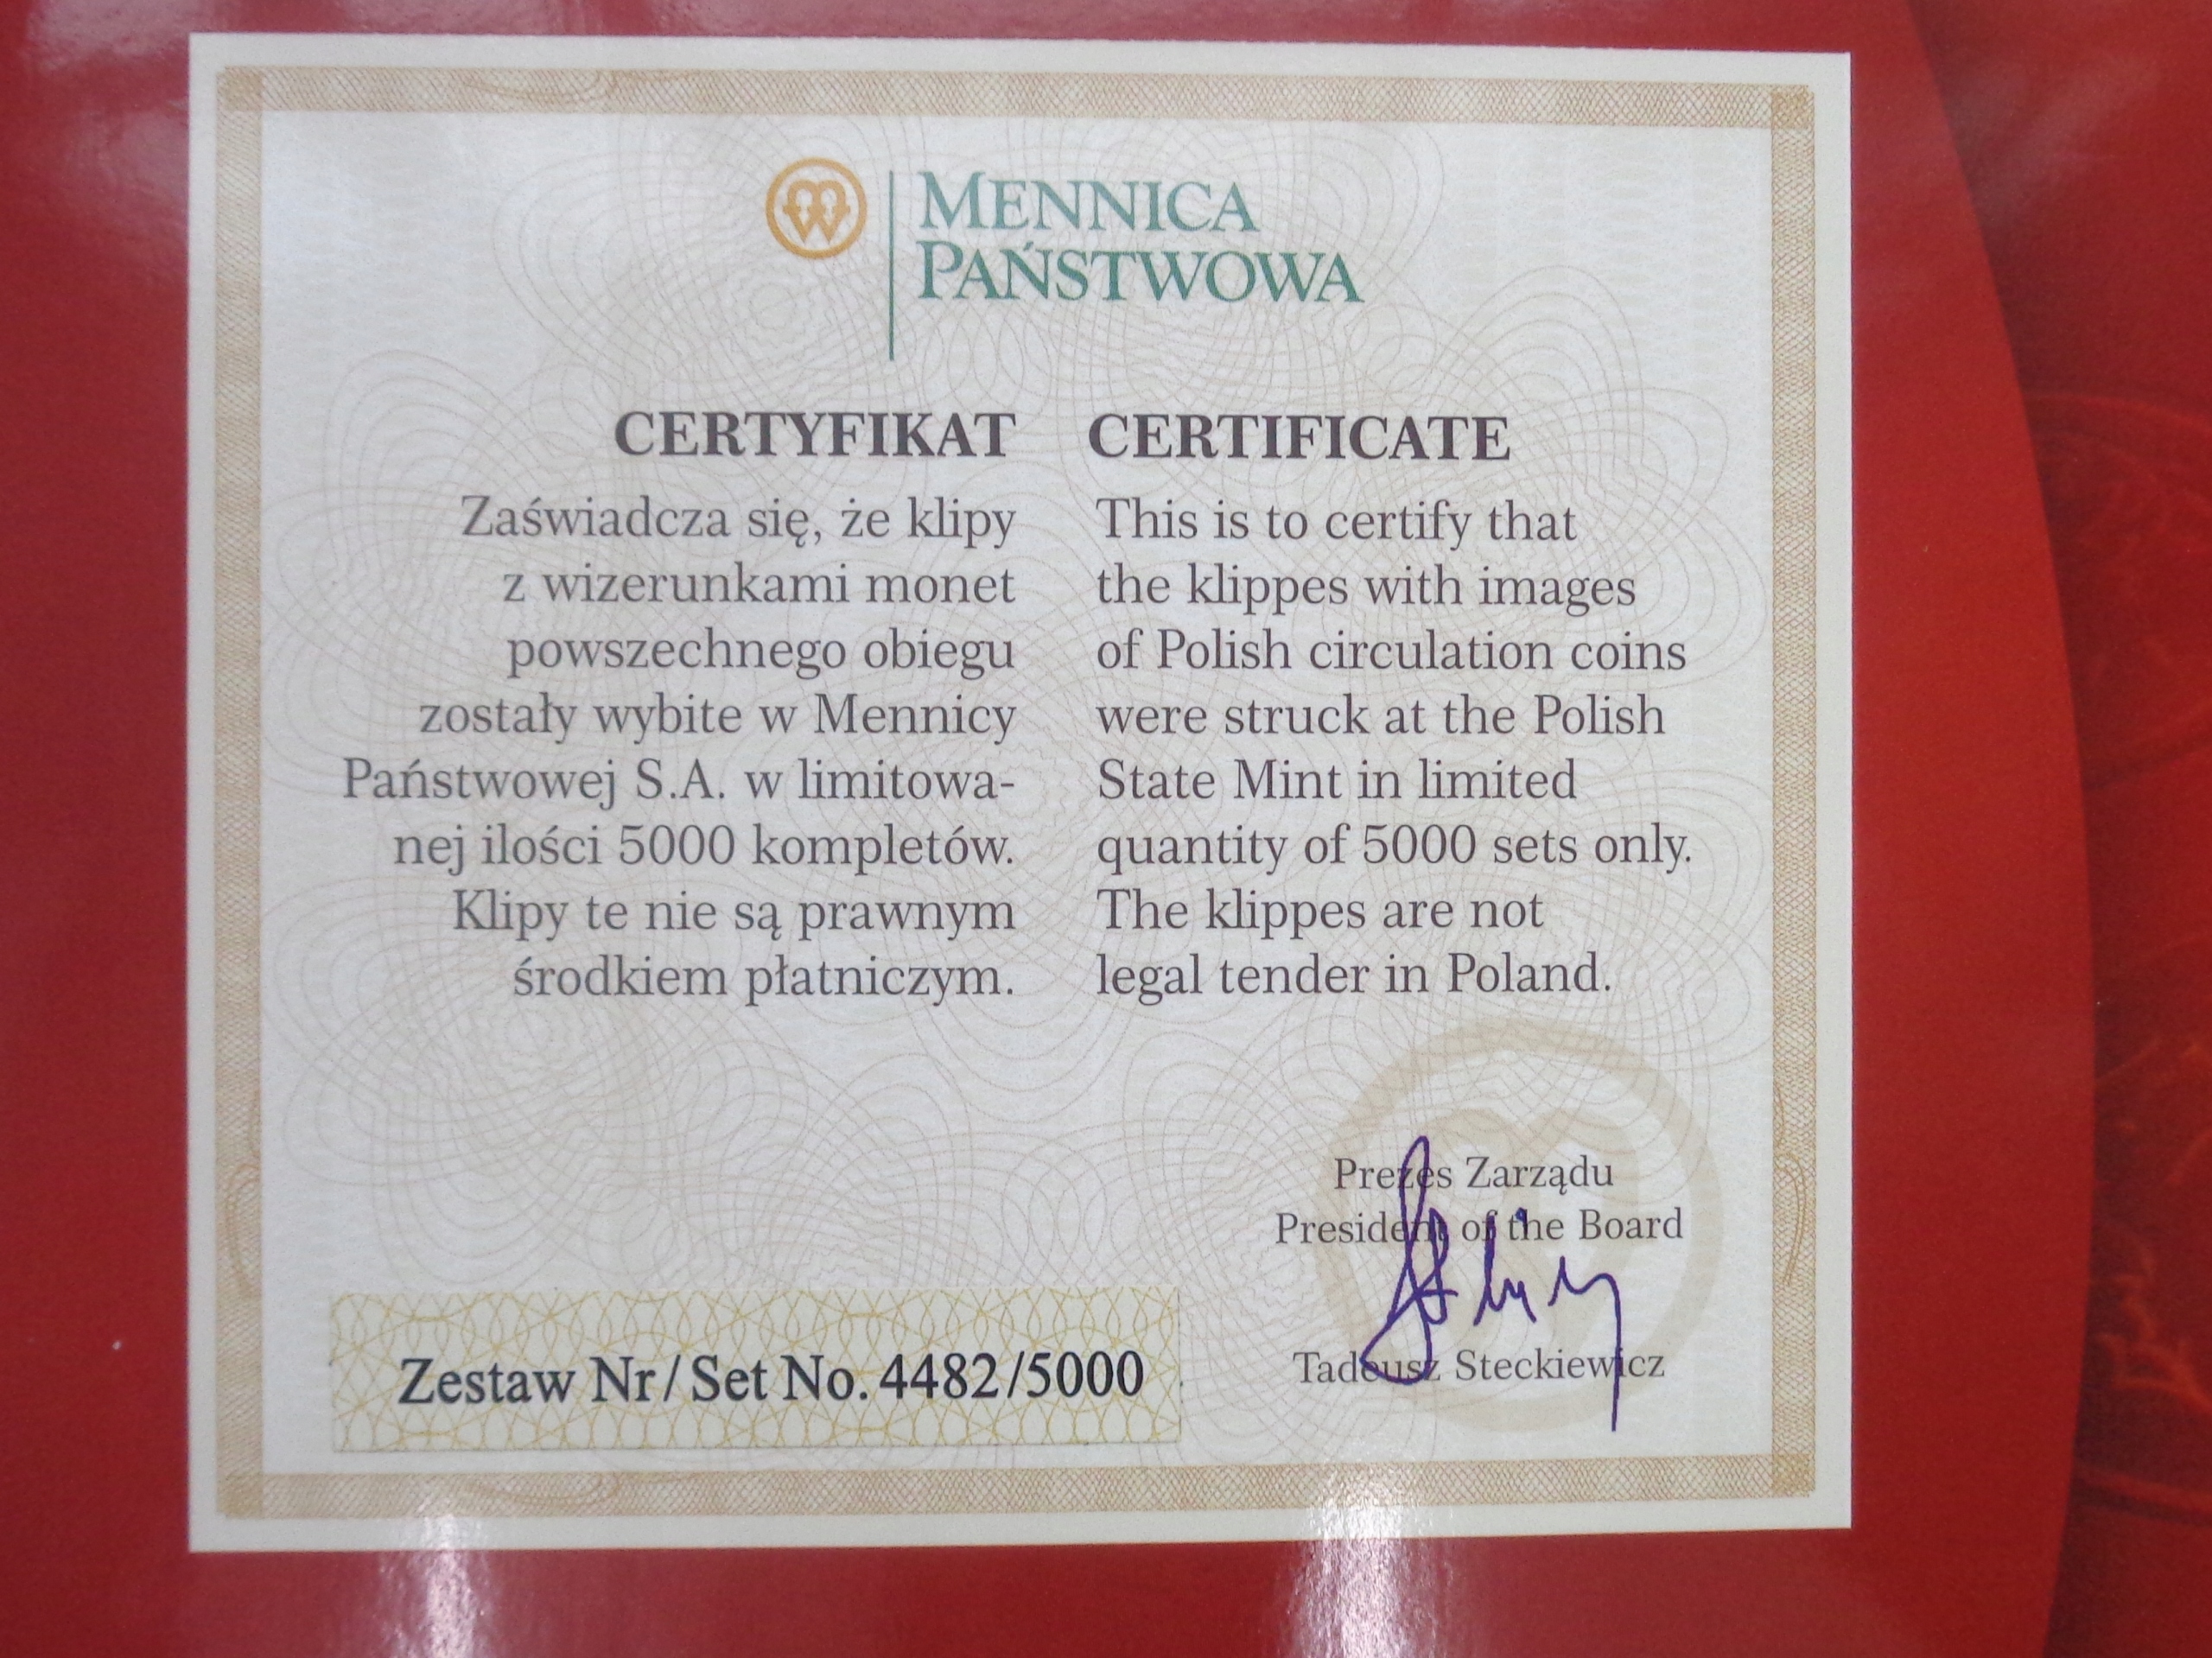 MENNICA
PAŃSTWOWA
CERTYFIKAT
Zaświadcza się, że klipy
z wizerunkami monet
powszechnego obiegu
zostały wybite w Mennicy
Państwowej S.A. w limitowa-
nej ilości 5000 kompletów.
Klipy te nie są prawnym
środkiem płatniczym.
CERTIFICATE
This is to certify that
the klippes with images
of Polish circulation coins
were struck at the Polish
State Mint in limited
quantity of 5000 sets only.
The klippes are not
legal tender in Poland.
Prezes Zarządu
President of the Board
Tadeusz Steckiewicz
Zestaw Nr/Set No. 4482/5000